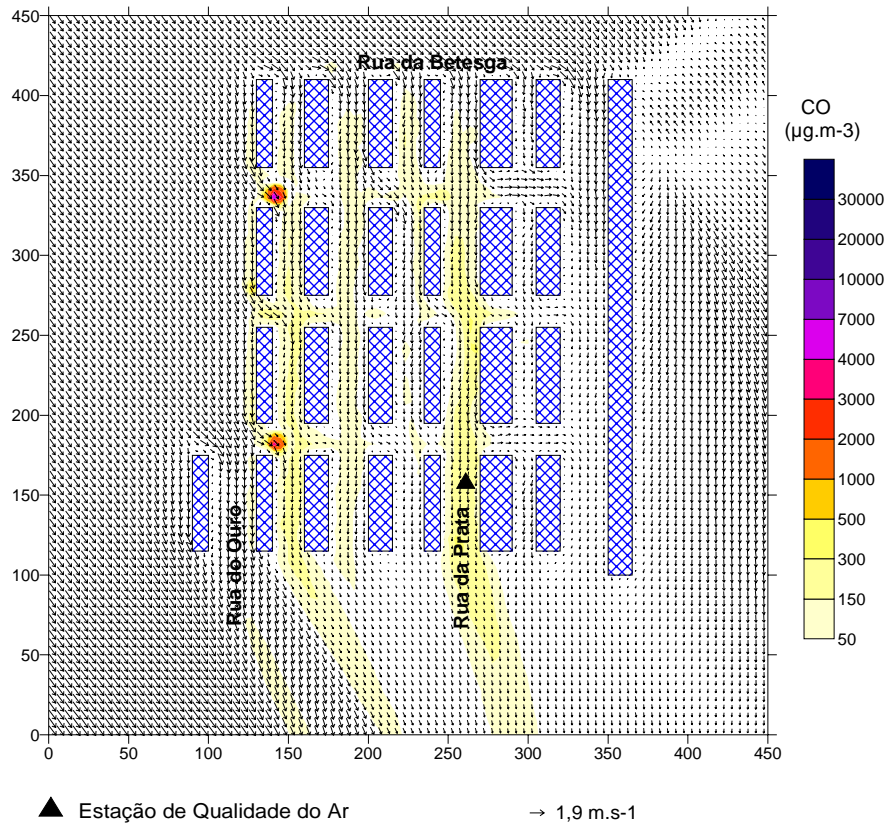 450
400
350
300
250
200
150
100
50
0
0 50 100 150 200 250 300 350 400 450
Rua da Betesga
Rua do Ouro
Rua da Prata
CO
(µg.m-3)
30000
20000
10000
7000
4000
3000
2000
1000
500
300
150
50
Estação de Qualidade do Ar
→ 1,9 m.s-1